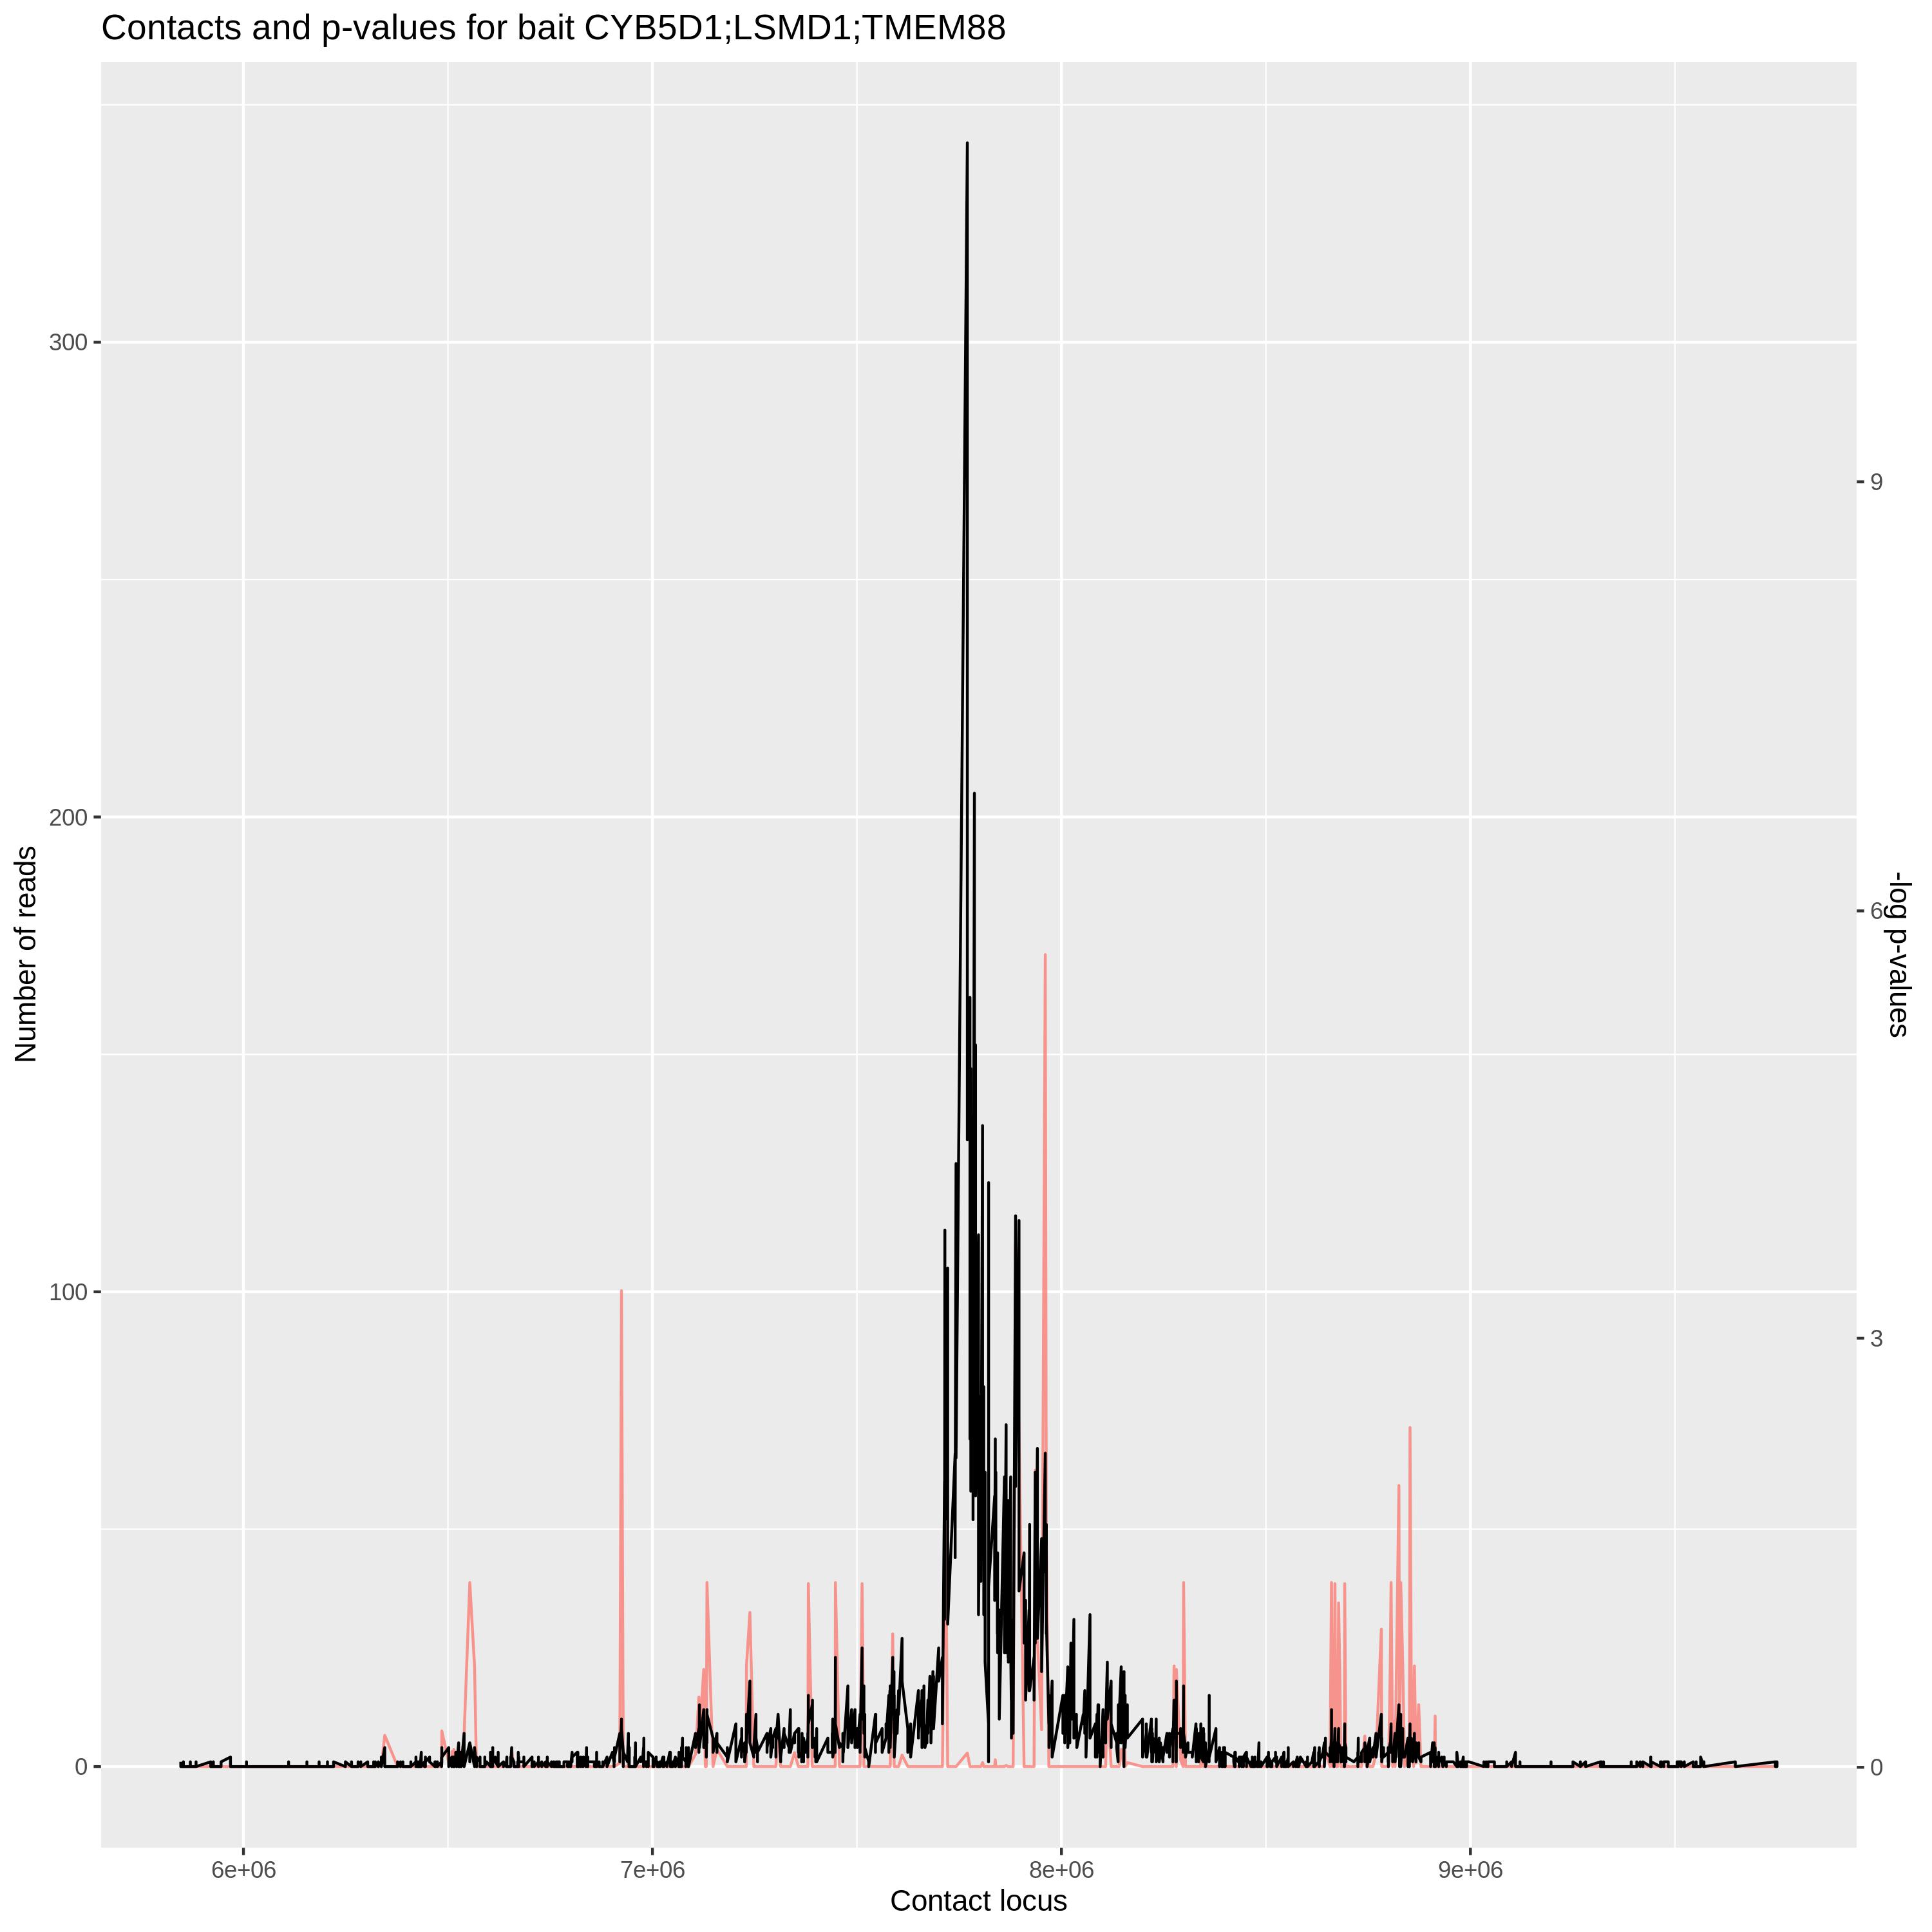 Contacts and p-values for bait CYB5D1;LSMD1;TMEM88
300
200
100
0
Number of reads
9
6
3
0
-log p-values
6e+06 7e+06 8e+06 9e+06
Contact locus